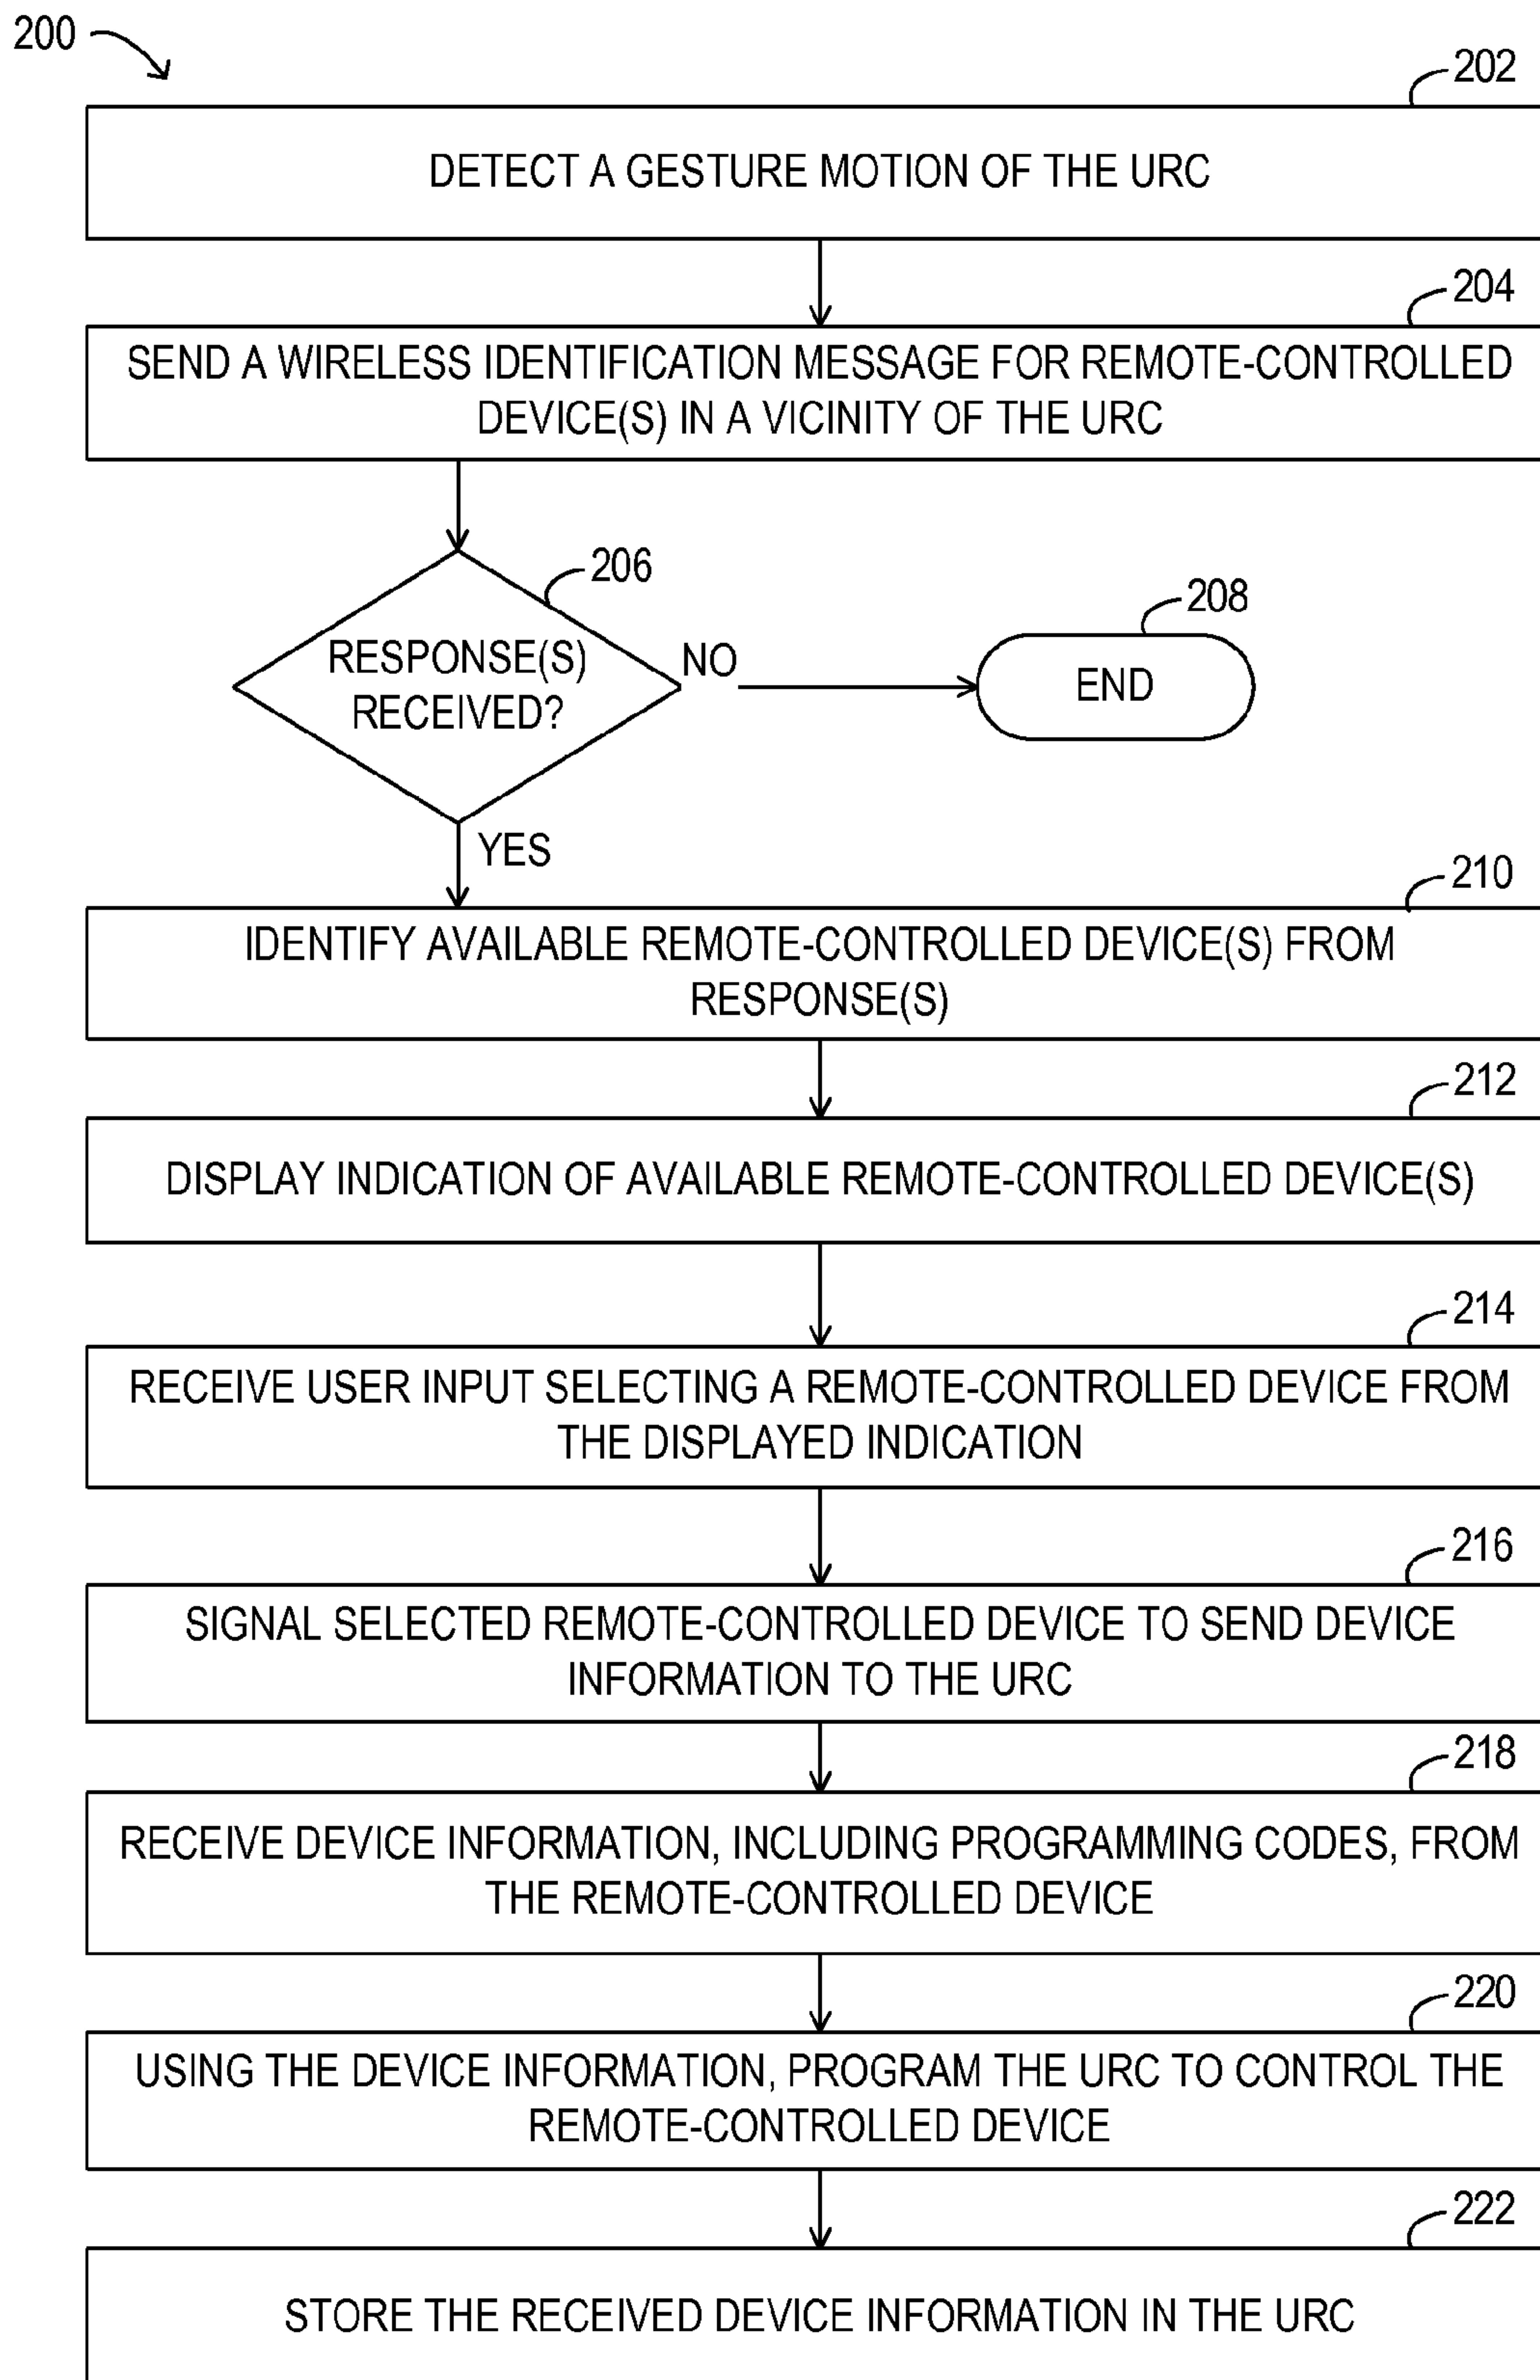 200
202
DETECT A GESTURE MOTION OF THE URC
204
SEND A WIRELESS IDENTIFICATION MESSAGE FOR REMOTE-CONTROLLED
DEVICE(S) IN A VICINITY OF THE URC
206
RESPONSE(S)
RECEIVED?
NO
208
END
YES
210
IDENTIFY AVAILABLE REMOTE-CONTROLLED DEVICE(S) FROM
RESPONSE(S)
212
DISPLAY INDICATION OF AVAILABLE REMOTE-CONTROLLED DEVICE(S)
214
RECEIVE USER INPUT SELECTING A REMOTE-CONTROLLED DEVICE FROM
THE DISPLAYED INDICATION
216
SIGNAL SELECTED REMOTE-CONTROLLED DEVICE TO SEND DEVICE
INFORMATION TO THE URC
218
RECEIVE DEVICE INFORMATION, INCLUDING PROGRAMMING CODES, FROM
THE REMOTE-CONTROLLED DEVICE
220
USING THE DEVICE INFORMATION, PROGRAM THE URC TO CONTROL THE
REMOTE-CONTROLLED DEVICE
222
STORE THE RECEIVED DEVICE INFORMATION IN THE URC